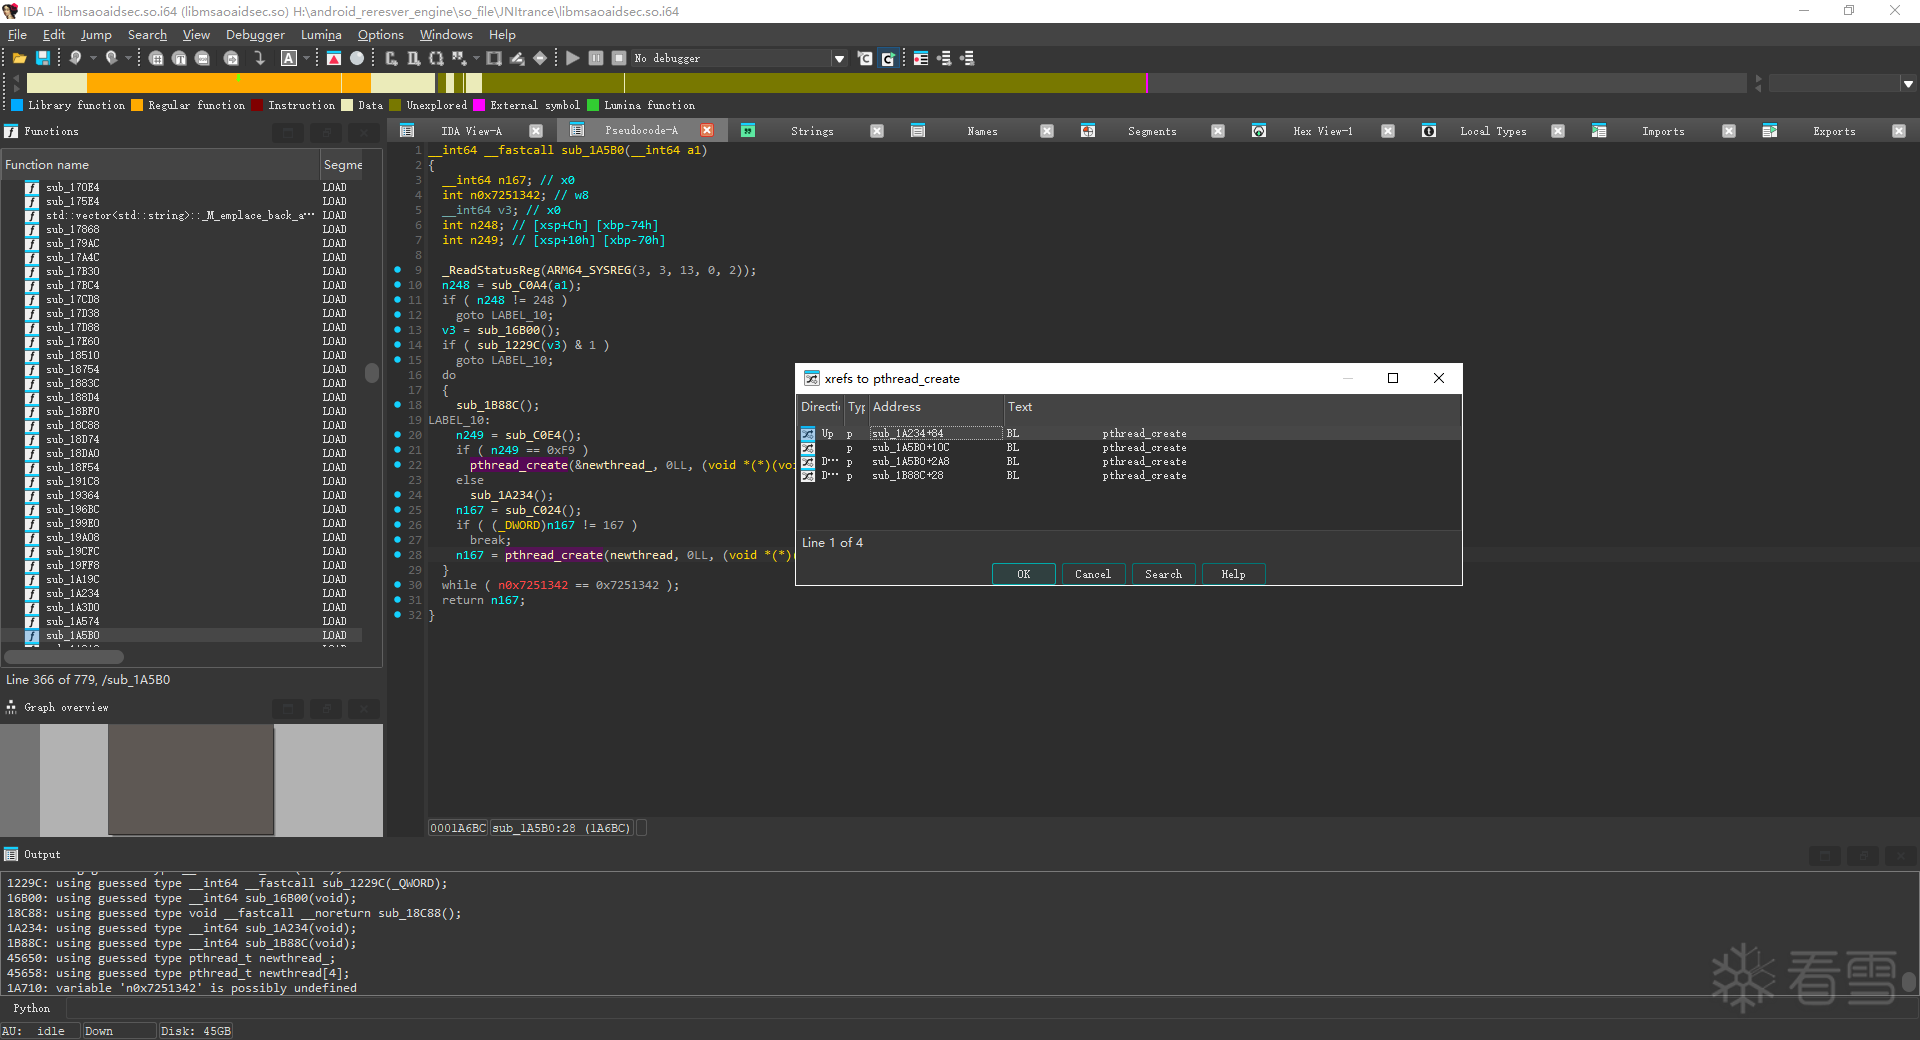 IDA - libmsaoaidsec.so.i64 (libmsaoaidsec.so) H:\android_reresver_engine\so_file\JNItrance\libmsaoaidsec.so.i64
File Edit Jump Search View Debugger Lumina Options Windows Help
No debugger
Library function Regular function Instruction Data Unexplored External symbol Lumina function
Functions
Function name Segme
sub_170E4 LOAD
sub_175E4 LOAD
std::vector<std::string>::_M_emplace_back_a… LOAD
sub_17868 LOAD
sub_179AC LOAD
sub_17A4C LOAD
sub_17B30 LOAD
sub_17BC4 LOAD
sub_17CD8 LOAD
sub_17D38 LOAD
sub_17D88 LOAD
sub_17E60 LOAD
sub_18510 LOAD
sub_18754 LOAD
sub_1883C LOAD
sub_188D4 LOAD
sub_18BF0 LOAD
sub_18C88 LOAD
sub_18D74 LOAD
sub_18DA0 LOAD
sub_18F54 LOAD
sub_191C8 LOAD
sub_19364 LOAD
sub_196BC LOAD
sub_199E0 LOAD
sub_19A08 LOAD
sub_19CFC LOAD
sub_19FF8 LOAD
sub_1A19C LOAD
sub_1A234 LOAD
sub_1A3D0 LOAD
sub_1A574 LOAD
sub_1A5B0 LOAD
Line 366 of 779, /sub_1A5B0
Graph overview
IDA View-A Pseudocode-A Strings Names Segments Hex View-1 Local Types Imports Exports
1 __int64 __fastcall sub_1A5B0(__int64 a1)
2 {
3 __int64 n167; // x0
4 int n0x7251342; // w8
5 __int64 v3; // x0
6 int n248; // [xsp+Ch] [xbp-74h]
7 int n249; // [xsp+10h] [xbp-70h]
8
9 _ReadStatusReg(ARM64_SYSREG(3, 3, 13, 0, 2));
10 n248 = sub_C0A4(a1);
11 if ( n248 != 248 )
12 goto LABEL_10;
13 v3 = sub_16B00();
14 if ( sub_1229C(v3) & 1 )
15 goto LABEL_10;
16 do
17 {
18 sub_1B88C();
19 LABEL_10:
20 n249 = sub_C0E4();
21 if ( n249 == 0xF9 )
22 pthread_create(&newthread_, 0LL, (void *(*)(voi
23 else
24 sub_1A234();
25 n167 = sub_C024();
26 if ( (_DWORD)n167 != 167 )
27 break;
28 n167 = pthread_create(newthread, 0LL, (void *(*)(
29 }
30 while ( n0x7251342 == 0x7251342 );
31 return n167;
32 }
0001A6BC sub_1A5B0:28 (1A6BC)
xrefs to pthread_create
Directi Typ Address Text
Up p sub_1A234+84 BL pthread_create
p sub_1A5B0+10C BL pthread_create
D… p sub_1A5B0+2A8 BL pthread_create
D… p sub_1B88C+28 BL pthread_create
Line 1 of 4
OK Cancel Search Help
Output
1229C: using guessed type __int64 __fastcall sub_1229C(_QWORD);
16B00: using guessed type __int64 sub_16B00(void);
18C88: using guessed type void __fastcall __noreturn sub_18C88();
1A234: using guessed type __int64 sub_1A234(void);
1B88C: using guessed type __int64 sub_1B88C(void);
45650: using guessed type pthread_t newthread_;
45658: using guessed type pthread_t newthread[4];
1A710: variable 'n0x7251342' is possibly undefined
Python
AU: idle Down Disk: 45GB
看雪